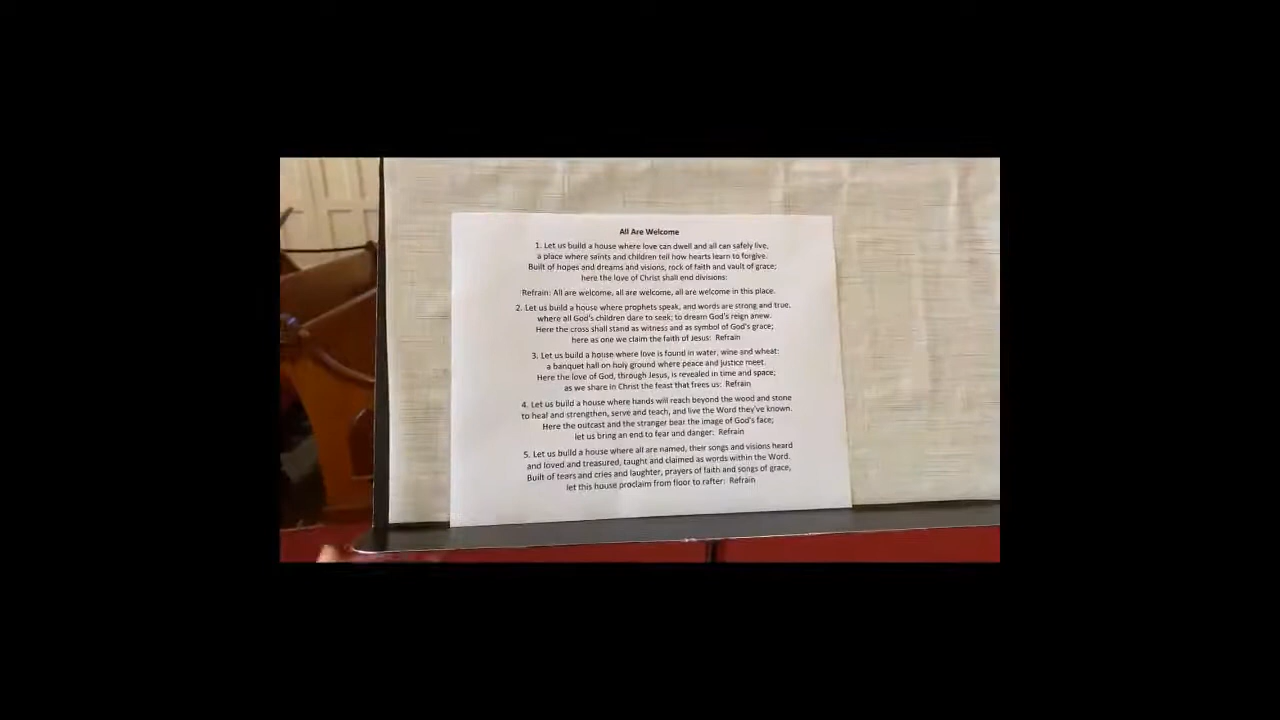 All Are Welcome
1. Let us build a house where love can dwell and all can safely live,
a place where saints and children tell how hearts learn to forgive.
Built of hopes and dreams and visions, rock of faith and vault of grace;
here the love of Christ shall end divisions:
Refrain: All are welcome, all are welcome, all are welcome in this place.
2. Let us build a house where prophets speak, and words are strong and true,
where all God's children dare to seek; to dream God's reign anew.
Here the cross shall stand as witness and as symbol of God's grace;
here as one we claim the faith of Jesus: Refrain
3. Let us build a house where love is found in water, wine and wheat:
a banquet hall on holy ground where peace and justice meet.
Here the love of God, through Jesus, is revealed in time and space;
as we share in Christ the feast that frees us: Refrain
4. Let us build a house where hands will reach beyond the wood and stone
to heal and strengthen, serve and teach, and live the Word they've known.
Here the outcast and the stranger bear the image of God's face;
let us bring an end to fear and danger: Refrain
5. Let us build a house where all are named, their songs and visions heard
and loved and treasured, taught and claimed as words within the Word.
Built of tears and cries and laughter, prayers of faith and songs of grace,
let this house proclaim from floor to rafter: Refrain